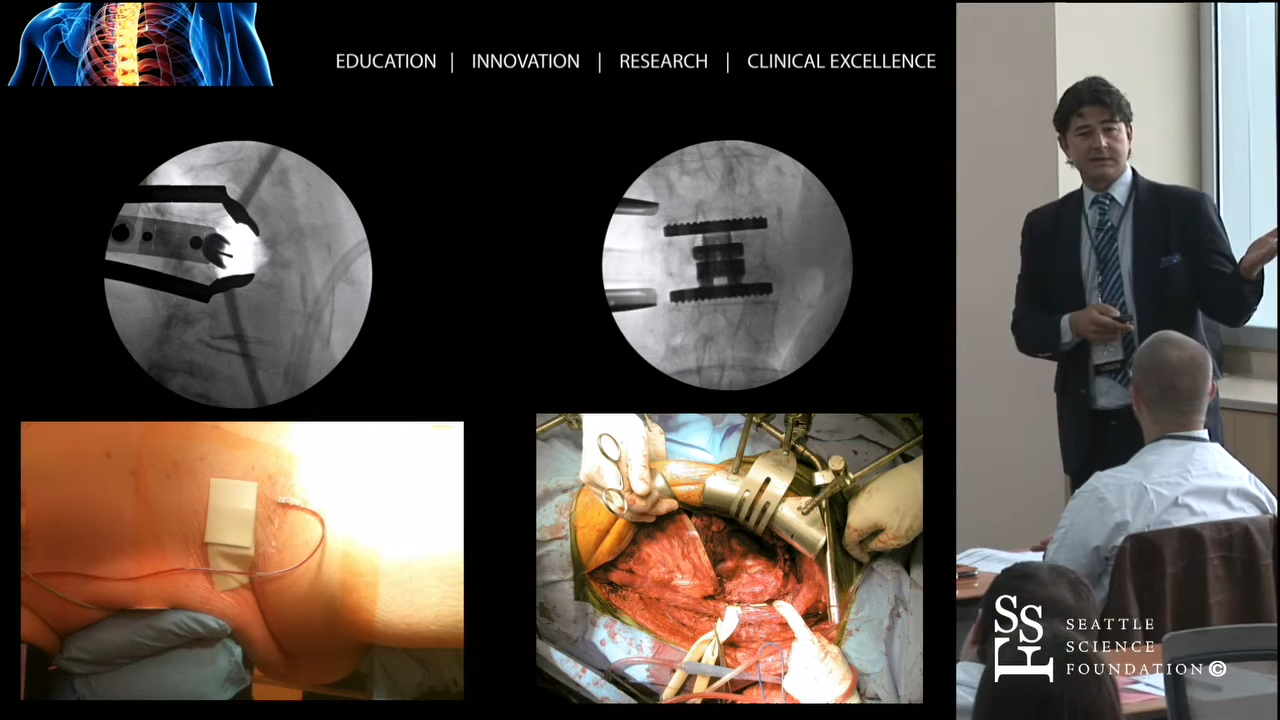 EDUCATION | INNOVATION | RESEARCH | CLINICAL EXCELLENCE
SSF
SEATTLE
SCIENCE
FOUNDATION©